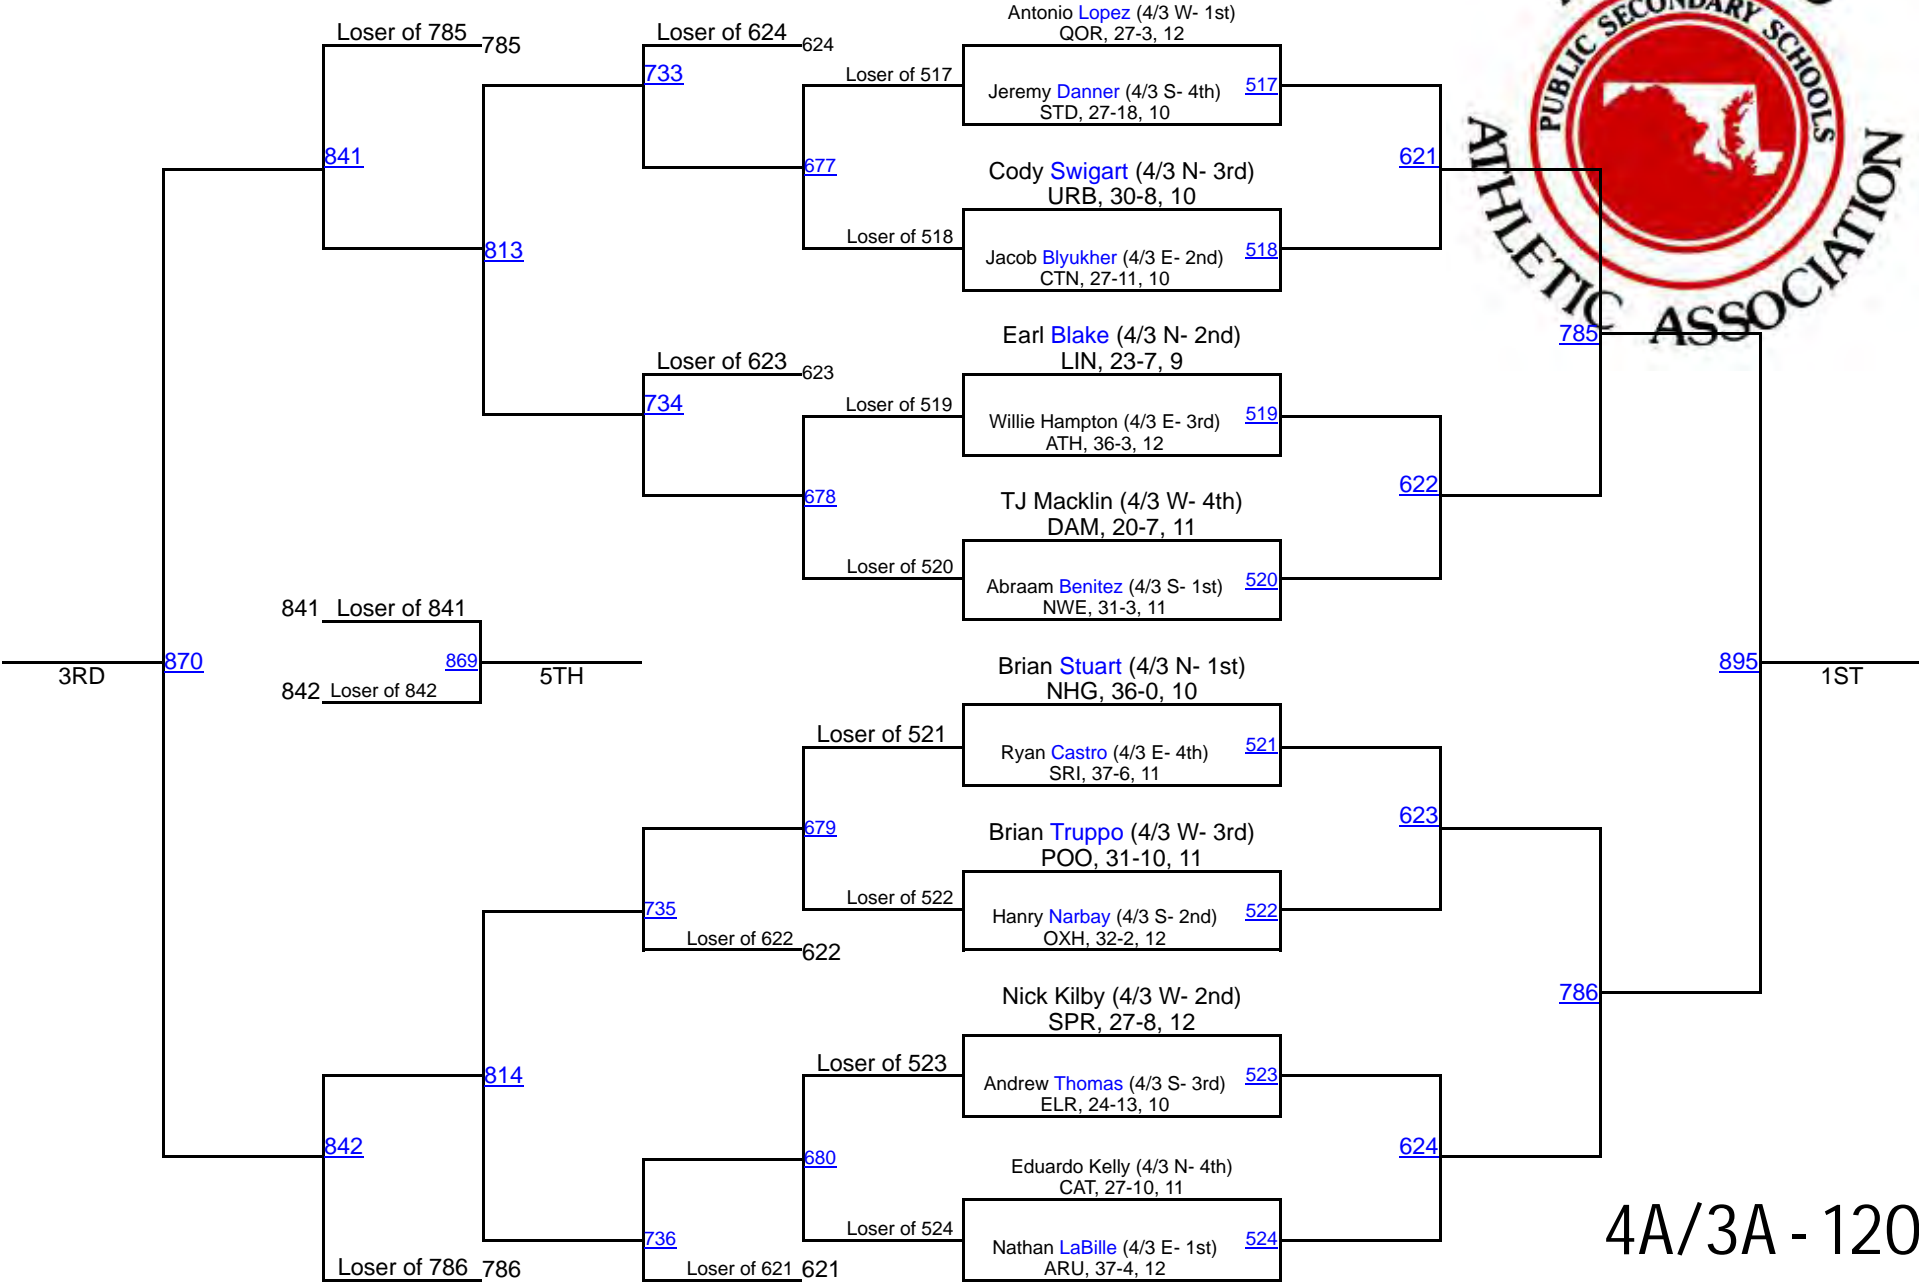 PUBLIC SECONDARY SCHOOLS
ATHLETIC ASSOCIATION
Antonio Lopez (4/3 W- 1st)
QOR, 27-3, 12
Loser of 785 785
Loser of 624 624
733
Loser of 517
Jeremy Danner (4/3 S- 4th) 517
STD, 27-18, 10
841
677
Cody Swigart (4/3 N- 3rd)
URB, 30-8, 10
621
813
Loser of 518
Jacob Blyukher (4/3 E- 2nd) 518
CTN, 27-11, 10
Earl Blake (4/3 N- 2nd)
LIN, 23-7, 9
785
Loser of 623 623
734
Loser of 519
Willie Hampton (4/3 E- 3rd) 519
ATH, 36-3, 12
678
TJ Macklin (4/3 W- 4th)
DAM, 20-7, 11
622
Loser of 520
Abraam Benitez (4/3 S- 1st) 520
NWE, 31-3, 11
841 Loser of 841
3RD
870
869
5TH
842 Loser of 842
Brian Stuart (4/3 N- 1st)
NHG, 36-0, 10
895
1ST
Loser of 521
Ryan Castro (4/3 E- 4th) 521
SRI, 37-6, 11
679
Brian Truppo (4/3 W- 3rd)
POO, 31-10, 11
623
735
Loser of 522
Hanry Narbay (4/3 S- 2nd) 522
OXH, 32-2, 12
Loser of 622 622
Nick Kilby (4/3 W- 2nd)
SPR, 27-8, 12
786
814
Loser of 523
Andrew Thomas (4/3 S- 3rd) 523
ELR, 24-13, 10
842
680
Eduardo Kelly (4/3 N- 4th)
CAT, 27-10, 11
624
736
Loser of 524
Nathan LaBille (4/3 E- 1st) 524
ARU, 37-4, 12
Loser of 786 786
Loser of 621 621
4A/3A - 120